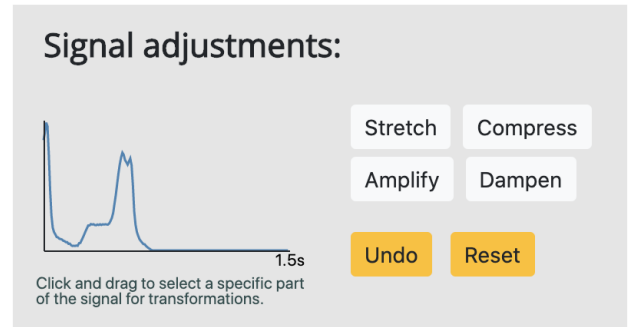 Signal adjustments:
Stretch
Compress
Amplify
Dampen
1.5s
Undo
Reset
Click and drag to select a specific part
of the signal for transformations.